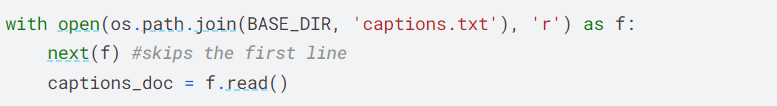 with open(os.path.join(BASE_DIR, 'captions.txt'), 'r') as f:
    next(f) #skips the first line
    captions_doc = f.read()